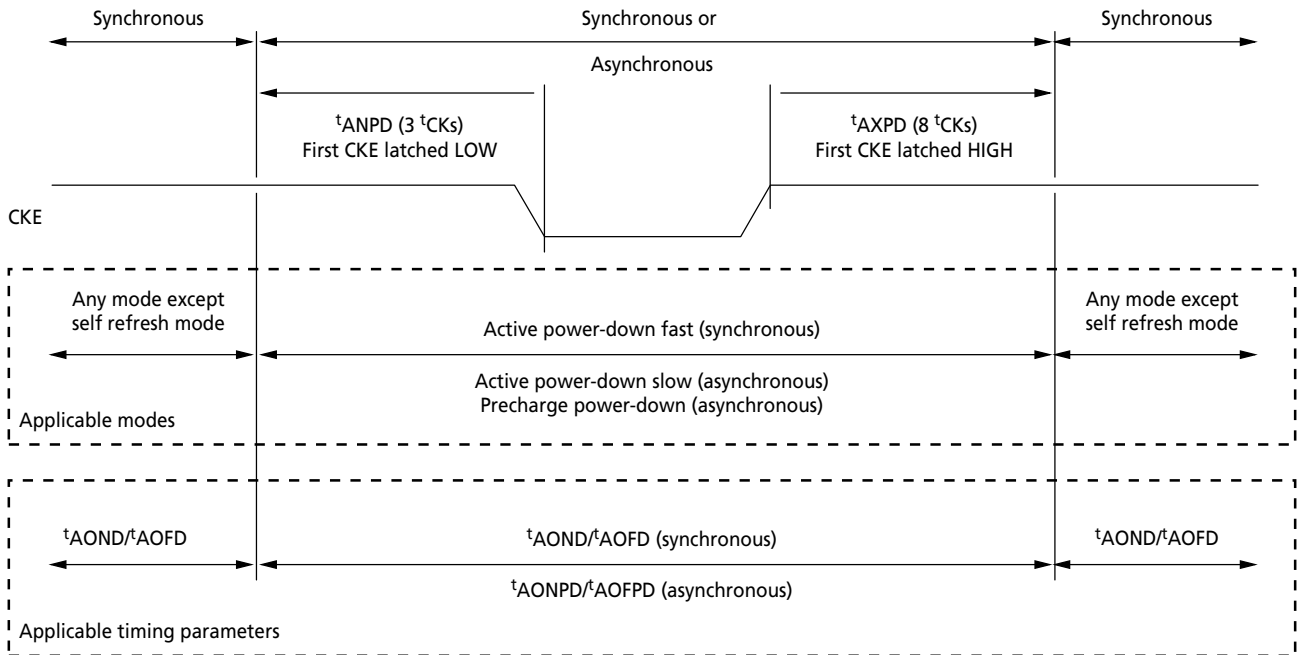 Synchronous
Synchronous or
Synchronous
Asynchronous
tANPD (3 tCKs)
First CKE latched LOW
tAXPD (8 tCKs)
First CKE latched HIGH
CKE
Any mode except
self refresh mode
Active power-down fast (synchronous)
Any mode except
self refresh mode
Active power-down slow (asynchronous)
Precharge power-down (asynchronous)
Applicable modes
tAOND/tAOFD
tAOND/tAOFD (synchronous)
tAOND/tAOFD
tAONPD/tAOFPD (asynchronous)
Applicable timing parameters